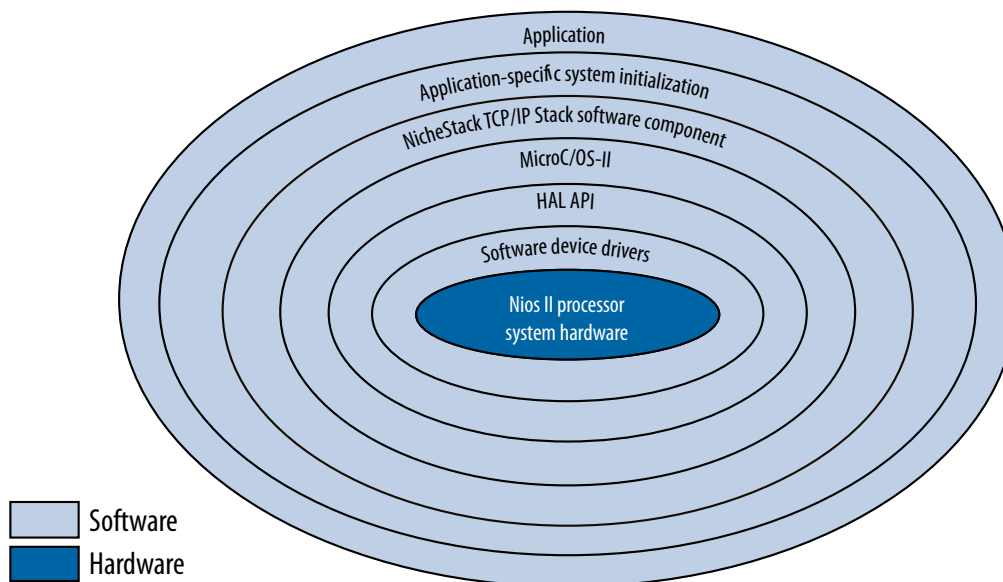 Application
Application-specific system initialization
NicheStack TCP/IP Stack software component
MicroC/OS-II
HAL API
Software device drivers
Nios II processor
system hardware
Software
Hardware